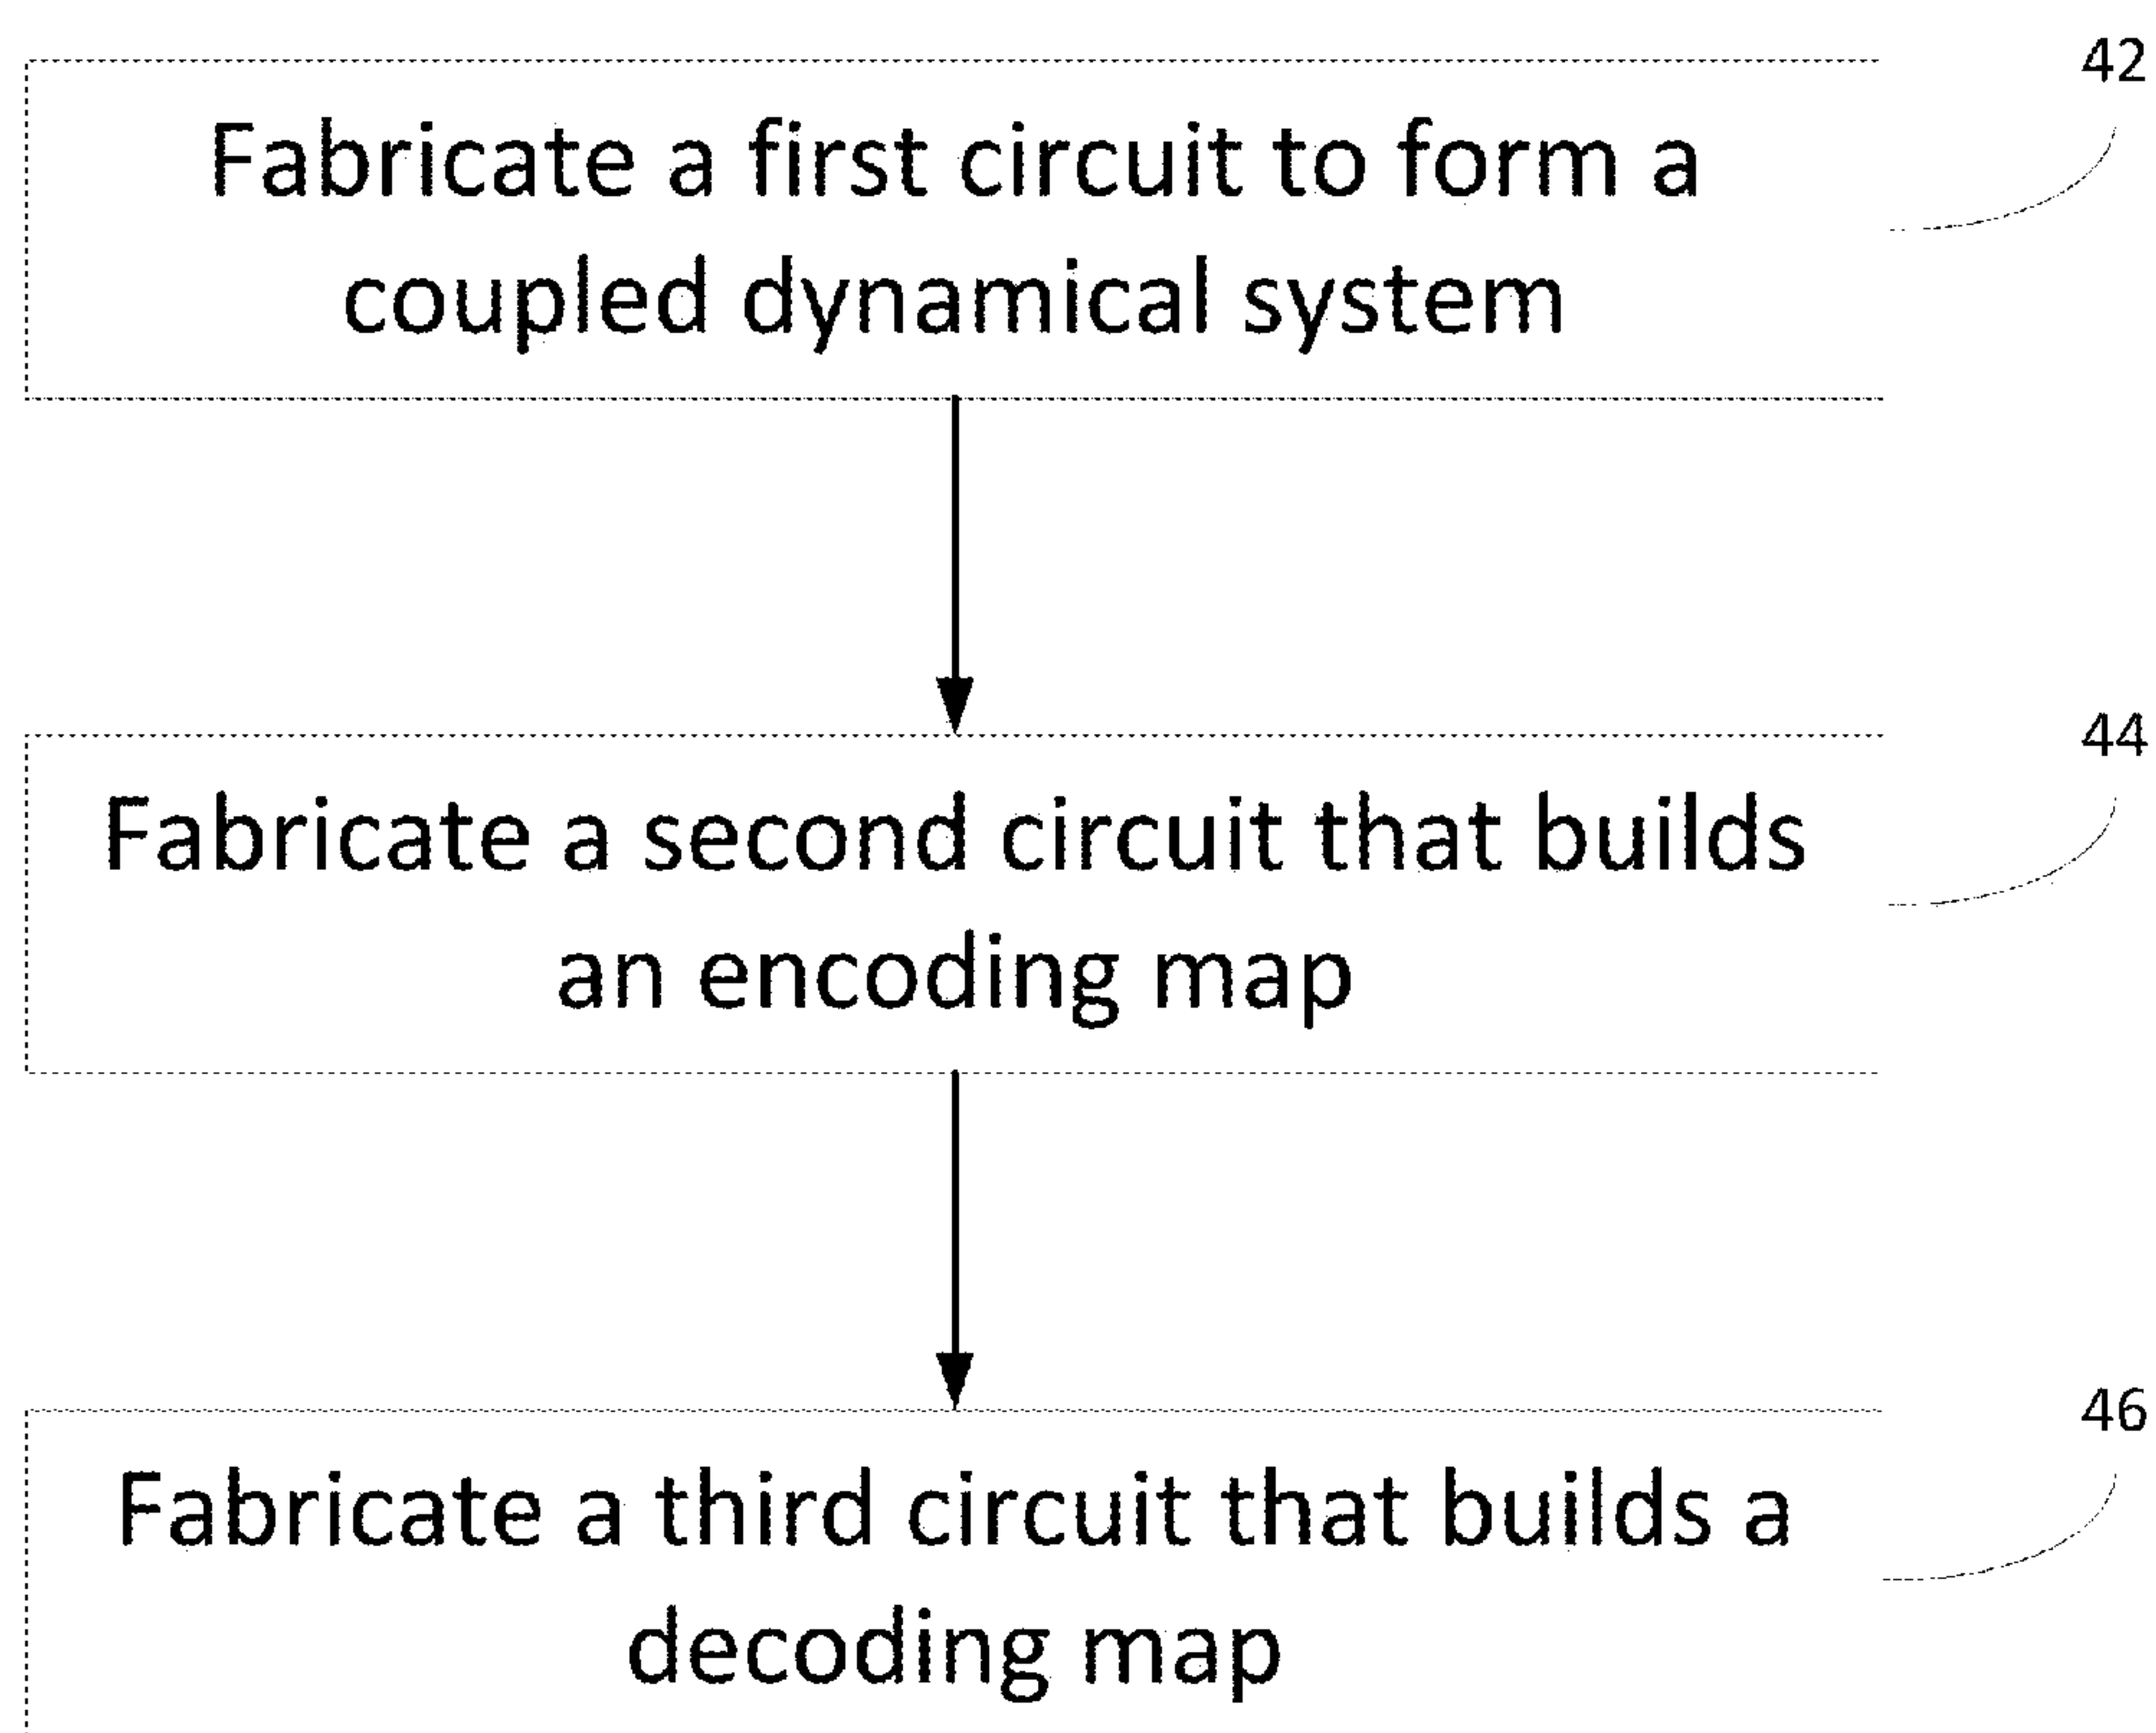 42
Fabricate a first circuit to form a
coupled dynamical system
44
Fabricate a second circuit that builds
an encoding map
46
Fabricate a third circuit that builds a
decoding map